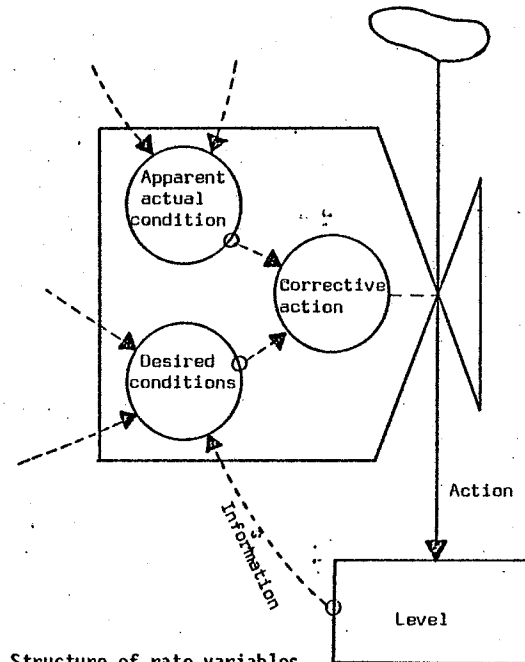 Apparent
actual
condition
Corrective
action
Desired
conditions
Action
Information
Level
Structure of rate variables